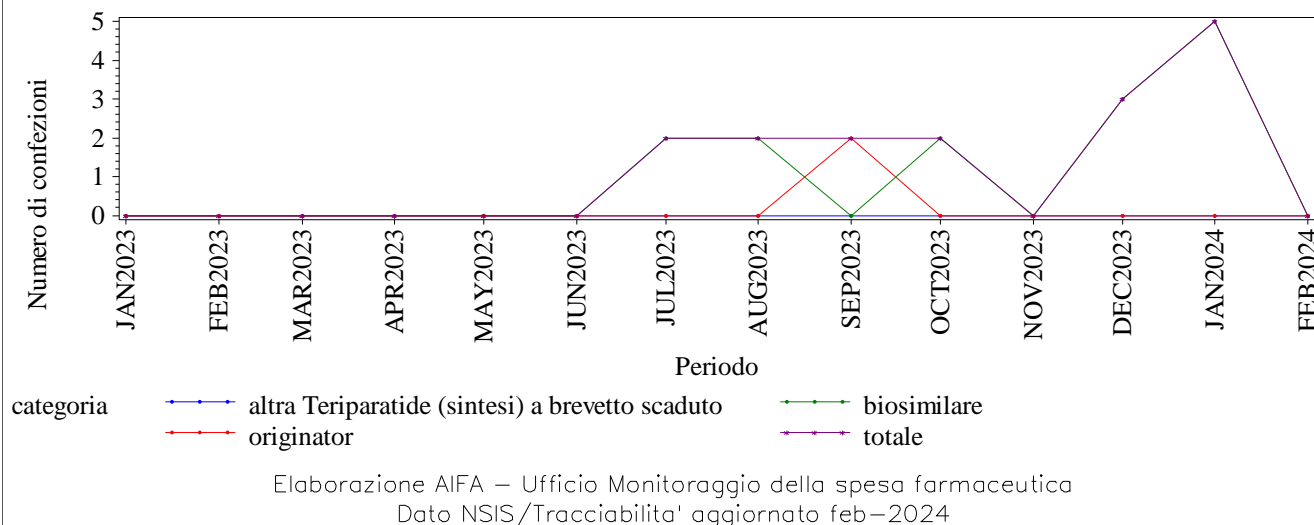 Numero di confezioni
5
4
3
2
1
0
JAN2023
FEB2023
MAR2023
APR2023
MAY2023
JUN2023
JUL2023
AUG2023
SEP2023
OCT2023
NOV2023
DEC2023
JAN2024
FEB2024
Periodo
categoria
altra Teriparatide (sintesi) a brevetto scaduto
biosimilare
originator
totale
Elaborazione AIFA – Ufficio Monitoraggio della spesa farmaceutica
Dato NSIS/Tracciabilita' aggiornato feb–2024